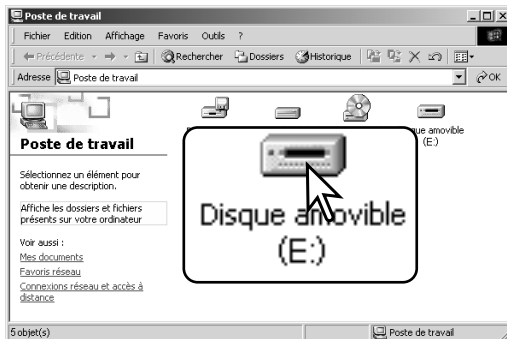 Poste de travail
Fichier Edition Affichage Favoris Outils ?
Précédente Rechercher Dossiers Historique
Adresse Poste de travail OK
Poste de travail
Sélectionnez un élément pour
obtenir une description.
Affiche les dossiers et fichiers
présents sur votre ordinateur
Voir aussi :
Mes documents
Favoris réseau
Connexions réseau et accès à
distance
que amovible
(E:)
Disque amovible
(E:)
5 objet(s) Poste de travail